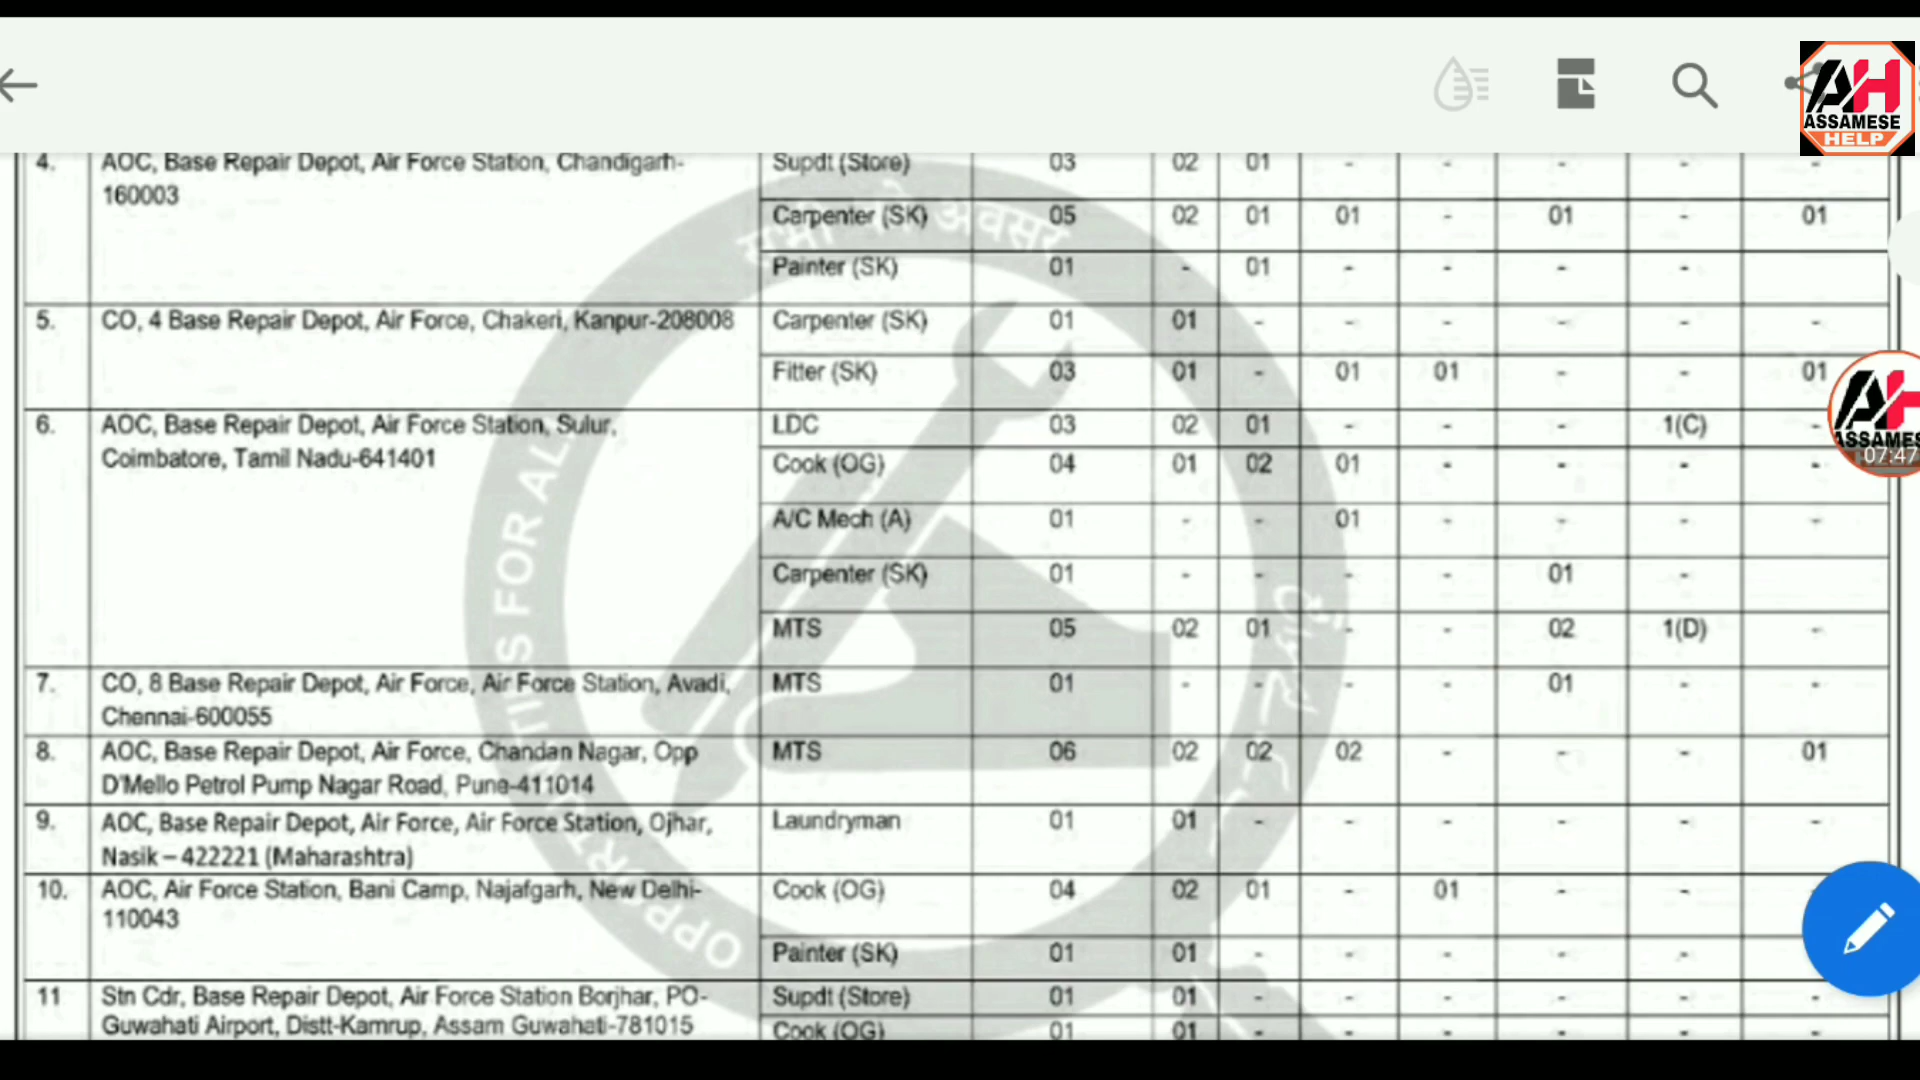 ASSAMESE
HELP
4. AOC, Base Repair Depot, Air Force Station, Chandigarh- Supdt (Store) 03 02 01 - - - - -
160003
Carpenter (SK) 05 02 01 01 - 01 - 01
Painter (SK) 01 - 01 - - - -
5. CO, 4 Base Repair Depot, Air Force, Chakeri, Kanpur-208008 Carpenter (SK) 01 01 - - - - - -
Fitter (SK) 03 01 - 01 01 - - 01
6. AOC, Base Repair Depot, Air Force Station, Sulur, LDC 03 02 01 - - - 1(C) -
Coimbatore, Tamil Nadu-641401 Cook (OG) 04 01 02 01 - - - -
07:47
A/C Mech (A) 01 - - 01 - - - -
Carpenter (SK) 01 - - - - 01 -
MTS 05 02 01 - - 02 1(D) -
7. CO, 8 Base Repair Depot, Air Force, Air Force Station, Avadi, MTS 01 - - - - 01 - -
Chennai-600055
8. AOC, Base Repair Depot, Air Force, Chandan Nagar, Opp MTS 06 02 02 02 - - - 01
D'Mello Petrol Pump Nagar Road, Pune-411014
9. AOC, Base Repair Depot, Air Force, Air Force Station, Ojhar, Laundryman 01 01 - - - - - -
Nasik – 422221 (Maharashtra)
10. AOC, Air Force Station, Bani Camp, Najafgarh, New Delhi- Cook (OG) 04 02 01 - 01 - - -
110043
Painter (SK) 01 01 - - - - -
11 Stn Cdr, Base Repair Depot, Air Force Station Borjhar, PO- Supdt (Store) 01 01 - - - - - -
Guwahati Airport, Distt-Kamrup, Assam Guwahati-781015 Cook (OG) 01 01 - - - - - -